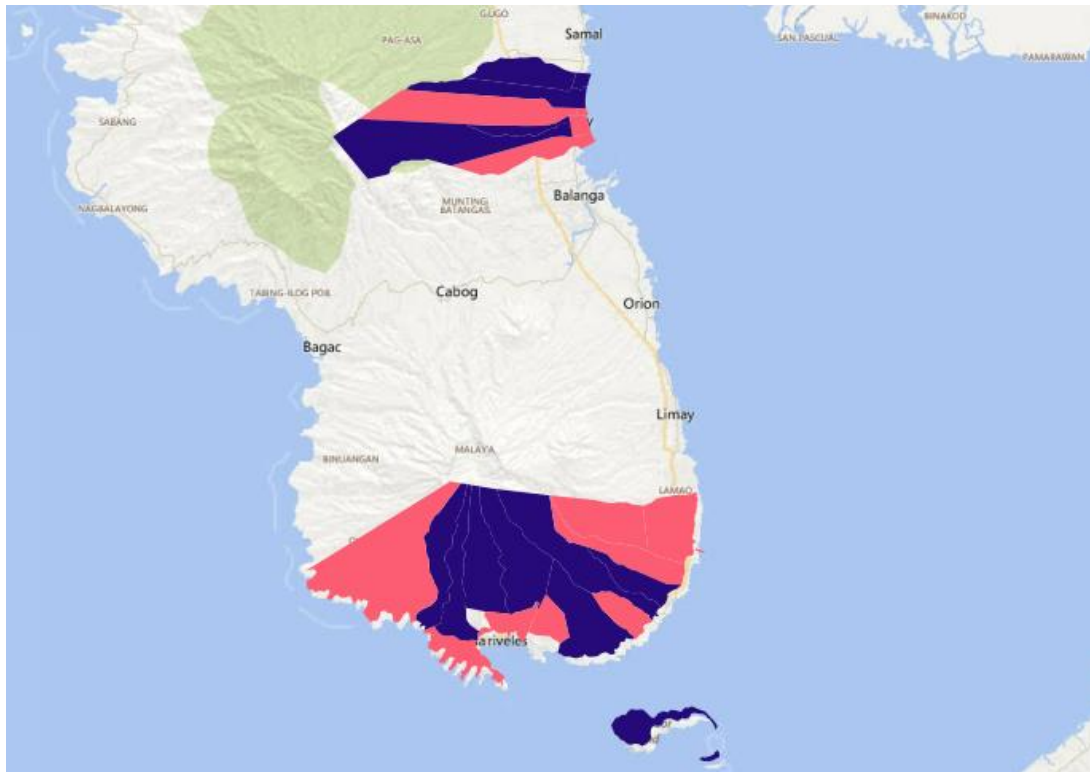 GUGO
Samal
BINAKOD
PAG-ASA
SAN PASCUAL
PAMARAWAN
SABANG
y
Balanga
MUNTING
BATANGAS
NAGBALAYONG
TABING-ILOG POB.
Cabog
Orion
Bagac
Limay
MALAYA
BINUANGAN
LAMAO
ariveles